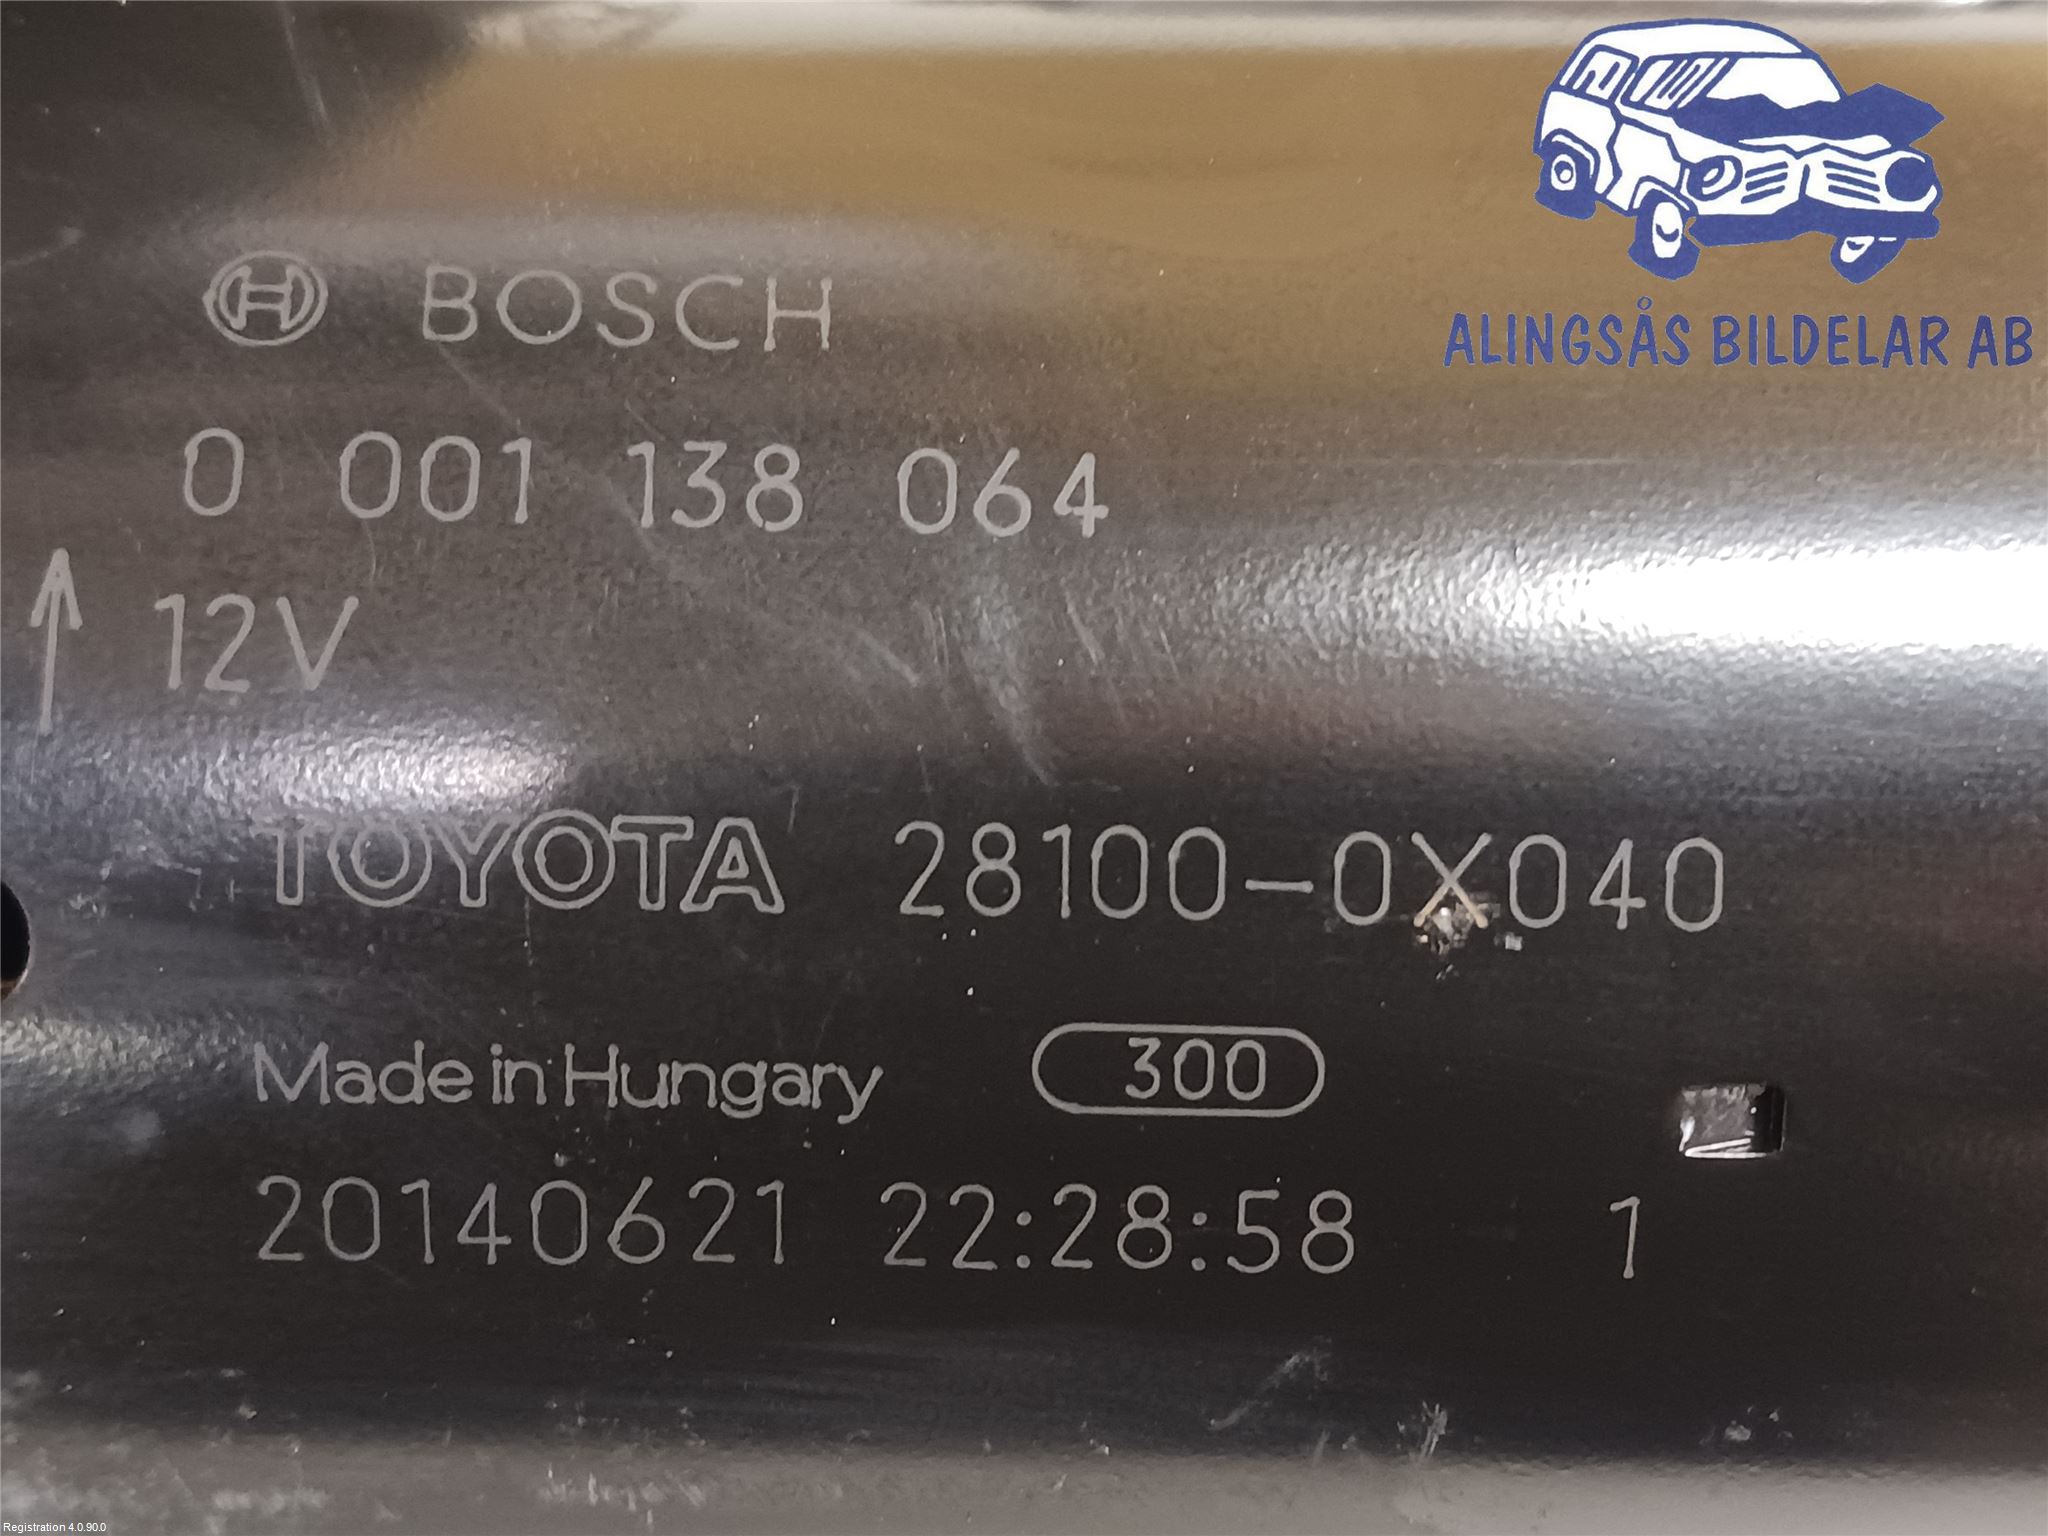 ALINGSÅS BILDELAR AB
BOSCH
0 001 138 064
12V
TOYOTA 28100-0X040
Made in Hungary 300
20140621 22:28:58 1
Registration 4.0.90.0